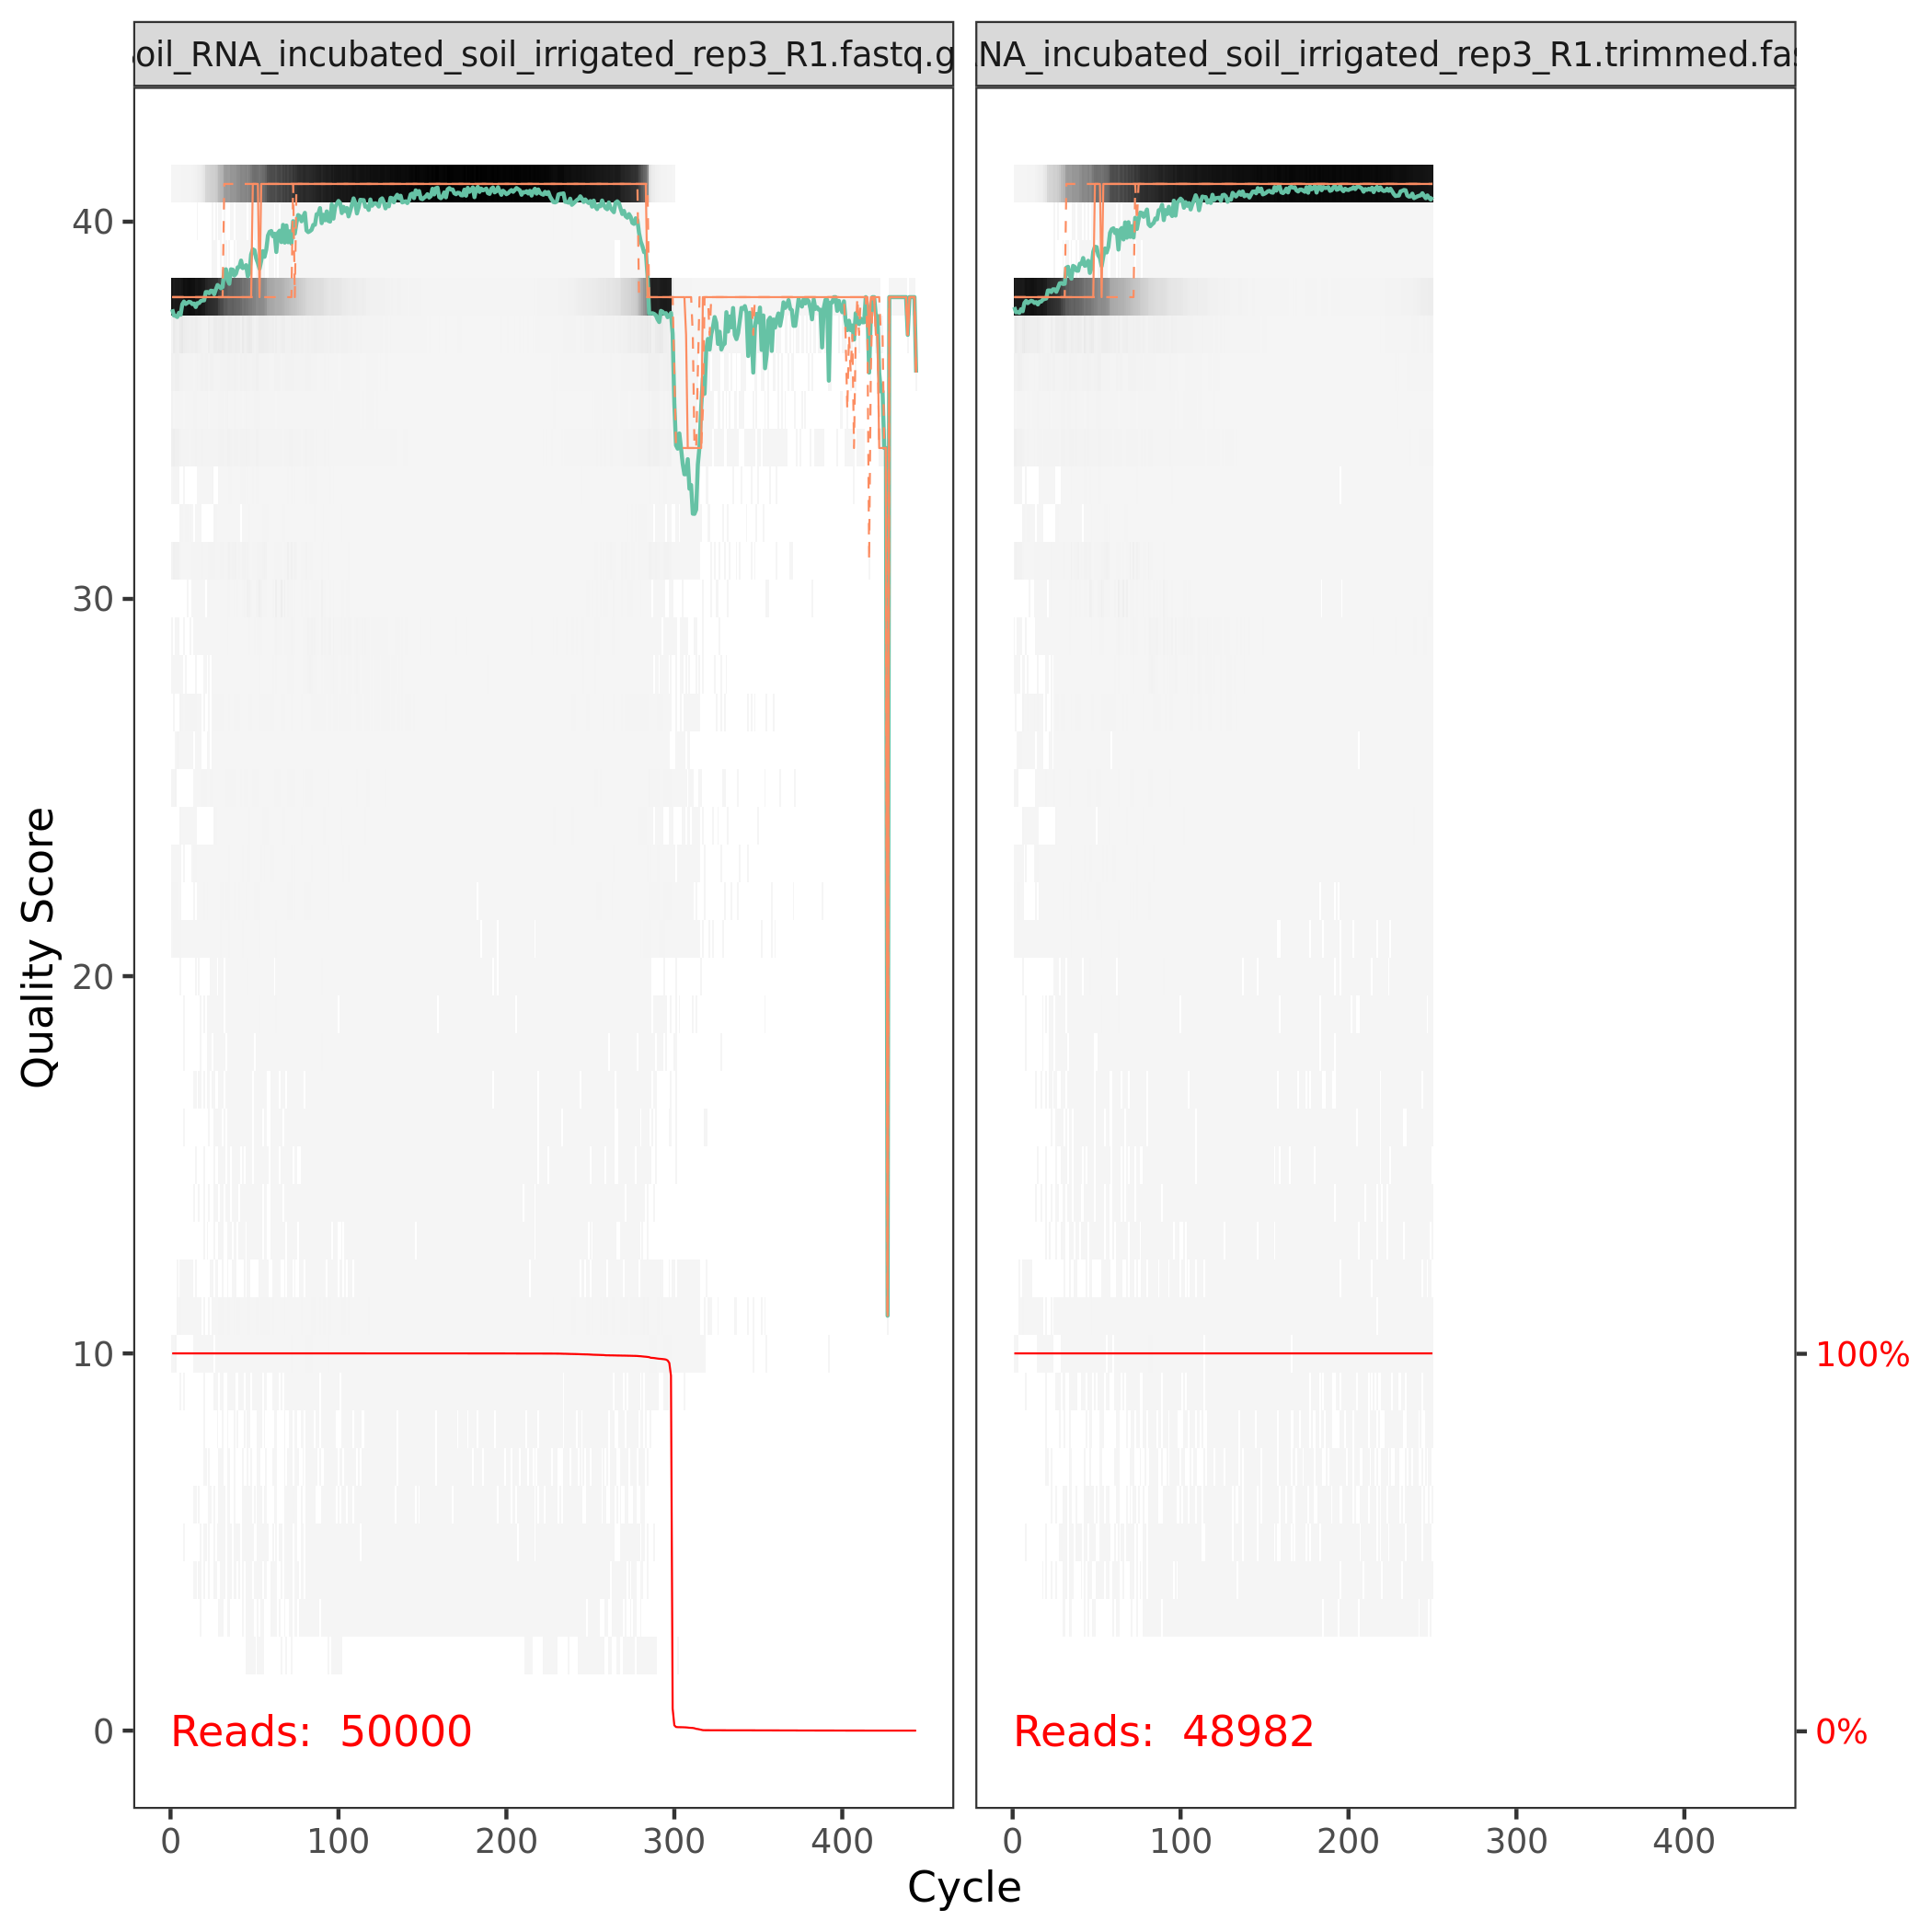 oil_RNA_incubated_soil_irrigated_rep3_R1.fastq.g
NA_incubated_soil_irrigated_rep3_R1.trimmed.fas
Quality Score
40
30
20
10
0
Reads: 50000
Reads: 48982
100%
0%
0 100 200 300 400
0 100 200 300 400
Cycle